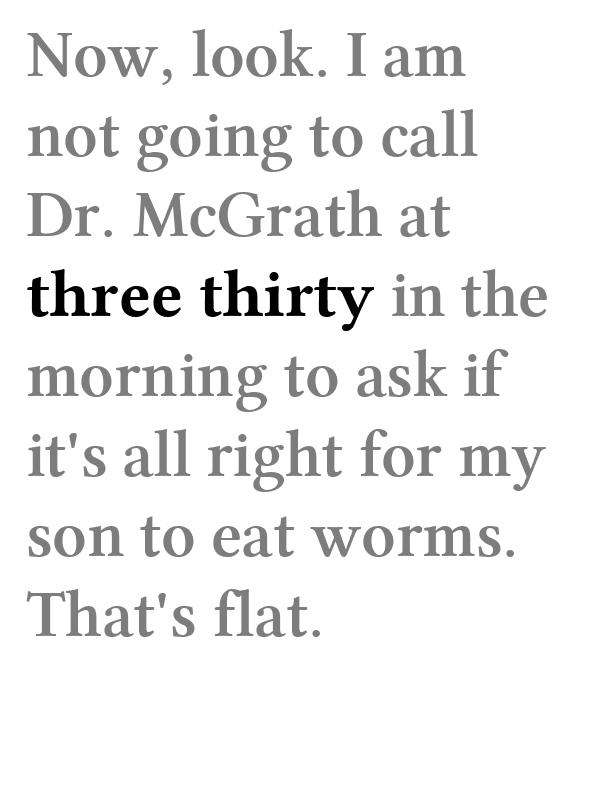 Now, look. I am
not going to call
Dr. McGrath at
three thirty in the
morning to ask if
it's all right for my
son to eat worms.
That's flat.